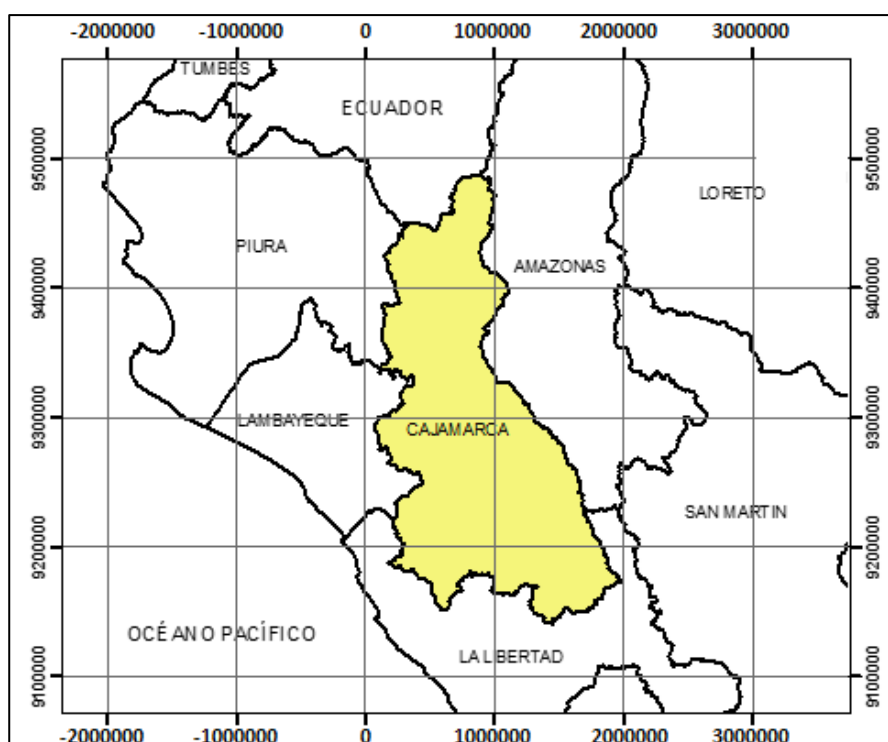 -2000000 -1000000 0 1000000 2000000 3000000
TUMBES
ECUADOR
9500000 9500000
LORETO
PIURA
AMAZONAS
9400000 9400000
LAMBAYEQUE
CAJAMARCA
9300000 9300000
SAN MARTIN
9200000 9200000
OCÉANO PACÍFICO
LA LIBERTAD
9100000 9100000
-2000000 -1000000 0 1000000 2000000 3000000